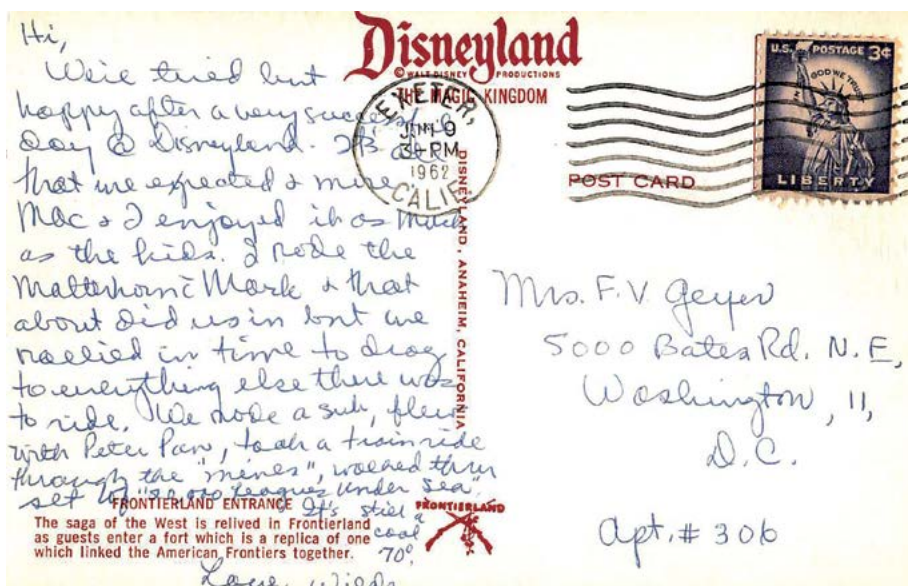 Hi,
We're tired but
happy after a very successful
day @ Disneyland. It's all
that we expected & more
Mac & I enjoyed it as much
as the kids. I rode the
Matterhorn c̄ Mark & that
about did us in but we
rallied in time to drag
to everything else there was
to ride. We rode a sub, flew
with Peter Pan, took a train ride
through the "mines", walked thru
set of "20,000 leagues Under Sea".
It's still a
cool
70°.
Love,
Disneyland
© WALT DISNEY PRODUCTIONS
THE MAGIC KINGDOM
EXETER,
JUN 9
3-PM
1962
CALIF.
DISNEYLAND, ANAHEIM, CALIFORNIA
POST CARD
U.S. POSTAGE 3¢
IN GOD WE TRUST
LIBERTY
Mrs. F. V. Geyer
5000 Bates Rd. N.E,
Washington, 11,
D.C.
Apt. # 306
FRONTIERLAND ENTRANCE
The saga of the West is relived in Frontierland
as guests enter a fort which is a replica of one
which linked the American Frontiers together.
FRONTIERLAND